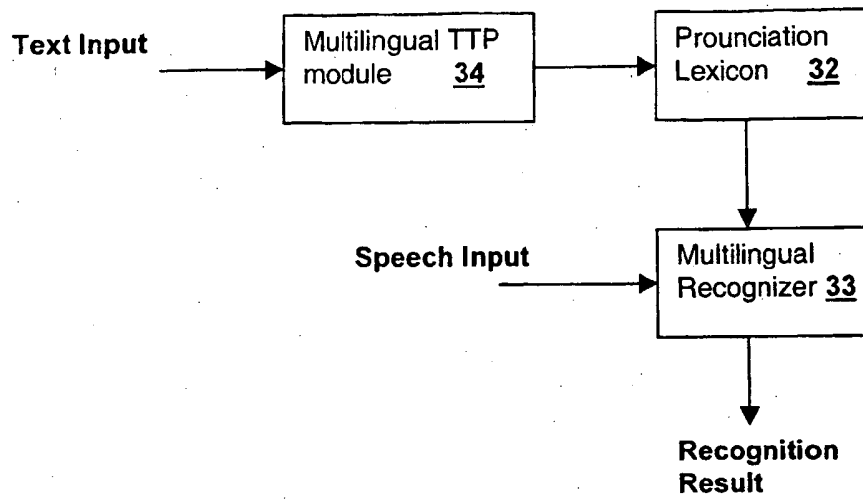 Text Input
Multilingual TTP
module 34
Prounciation
Lexicon 32
Speech Input
Multilingual
Recognizer 33
Recognition
Result